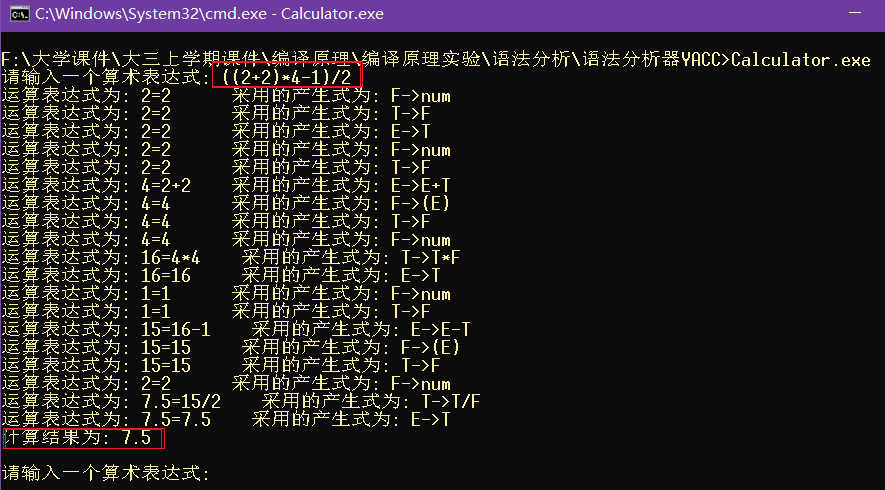 C:\Windows\System32\cmd.exe - Calculator.exe
F:\大学课件\大三上学期课件\编译原理\编译原理实验\语法分析\语法分析器YACC>Calculator.exe
请输入一个算术表达式: ((2+2)*4-1)/2
运算表达式为: 2=2 采用的产生式为: F->num
运算表达式为: 2=2 采用的产生式为: T->F
运算表达式为: 2=2 采用的产生式为: E->T
运算表达式为: 2=2 采用的产生式为: F->num
运算表达式为: 2=2 采用的产生式为: T->F
运算表达式为: 4=2+2 采用的产生式为: E->E+T
运算表达式为: 4=4 采用的产生式为: F->(E)
运算表达式为: 4=4 采用的产生式为: T->F
运算表达式为: 4=4 采用的产生式为: F->num
运算表达式为: 16=4*4 采用的产生式为: T->T*F
运算表达式为: 16=16 采用的产生式为: E->T
运算表达式为: 1=1 采用的产生式为: F->num
运算表达式为: 1=1 采用的产生式为: T->F
运算表达式为: 15=16-1 采用的产生式为: E->E-T
运算表达式为: 15=15 采用的产生式为: F->(E)
运算表达式为: 15=15 采用的产生式为: T->F
运算表达式为: 2=2 采用的产生式为: F->num
运算表达式为: 7.5=15/2 采用的产生式为: T->T/F
运算表达式为: 7.5=7.5 采用的产生式为: E->T
计算结果为: 7.5
请输入一个算术表达式: